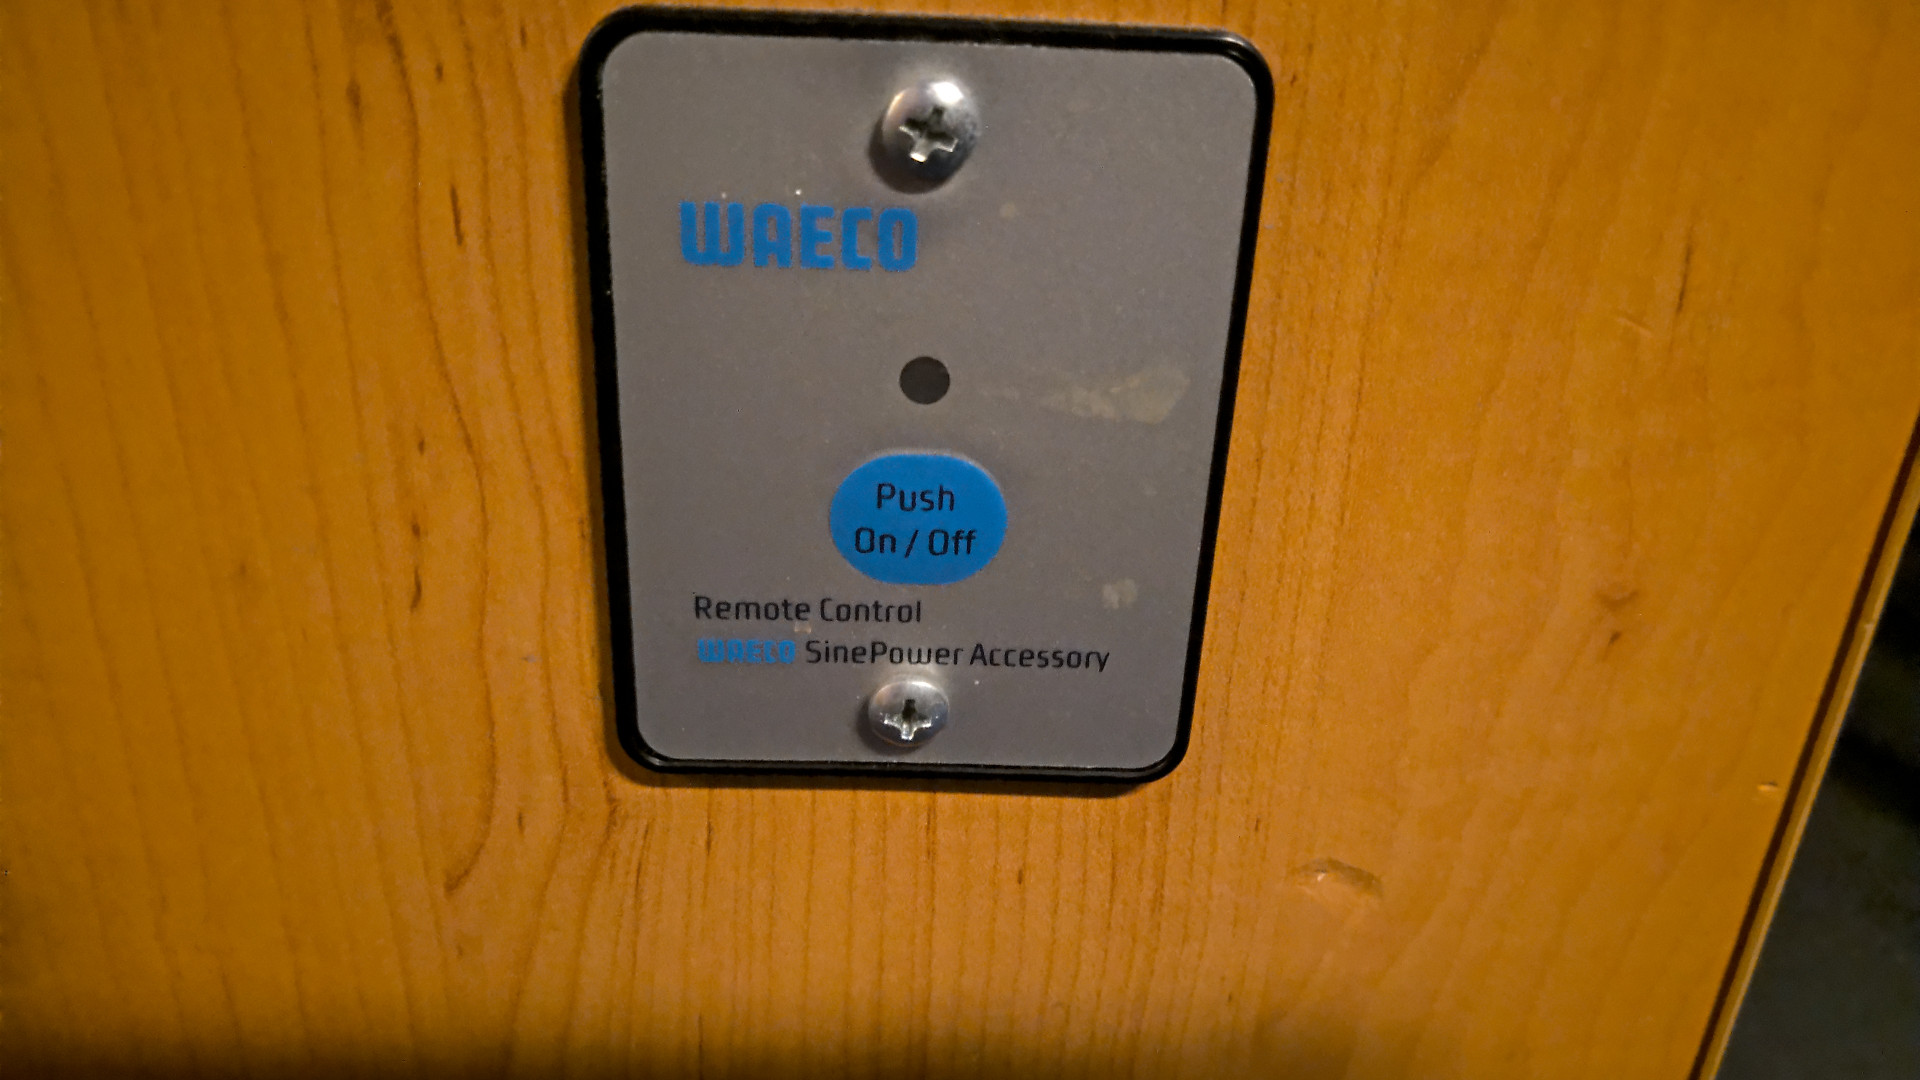 WAECO
Push
On / Off
Remote Control
WAECO SinePower Accessory